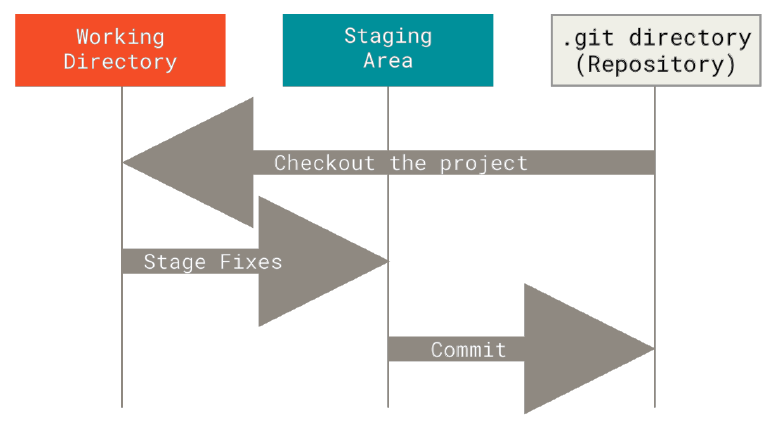 Working
Directory
Staging
Area
.git directory
(Repository)
Checkout the project
Stage Fixes
Commit